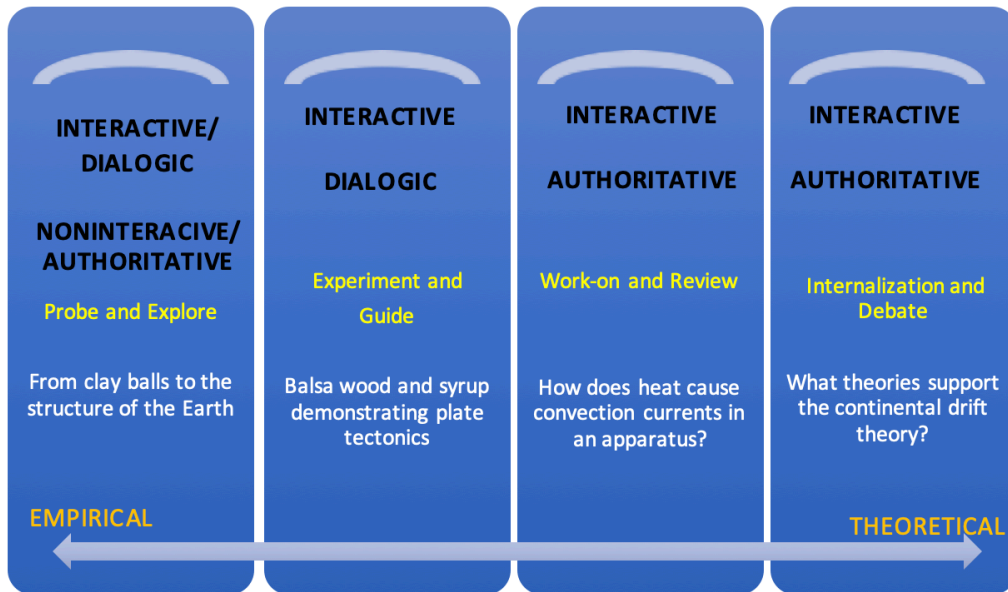 INTERACTIVE/
DIALOGIC
NONINTERACIVE/
AUTHORITATIVE
Probe and Explore
From clay balls to the
structure of the Earth
INTERACTIVE
DIALOGIC
Experiment and
Guide
Balsa wood and syrup
demonstrating plate
tectonics
INTERACTIVE
AUTHORITATIVE
Work-on and Review
How does heat cause
convection currents in
an apparatus?
INTERACTIVE
AUTHORITATIVE
Internalization and
Debate
What theories support
the continental drift
theory?
EMPIRICAL
THEORETICAL